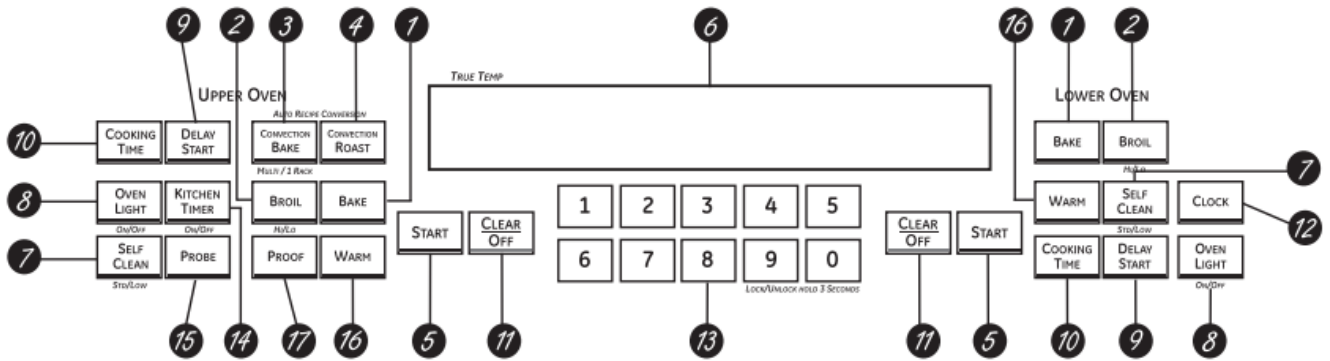 9 2 3 4 1 6 16 1 2
TRUE TEMP
UPPER OVEN LOWER OVEN
AUTO RECIPE CONVERSION
10 COOKING TIME DELAY START CONVECTION BAKE CONVECTION ROAST BAKE BROIL
MULTI / 1 RACK HI/LO 7
8 OVEN LIGHT KITCHEN TIMER BROIL BAKE 1 2 3 4 5 WARM SELF CLEAN CLOCK
ON/OFF ON/OFF HI/LO START CLEAR OFF CLEAR OFF START STD/LOW 12
7 SELF CLEAN PROBE PROOF WARM 6 7 8 9 0 COOKING TIME DELAY START OVEN LIGHT
STD/LOW LOCK/UNLOCK HOLD 3 SECONDS ON/OFF
15 14 17 16 5 11 13 11 5 10 9 8